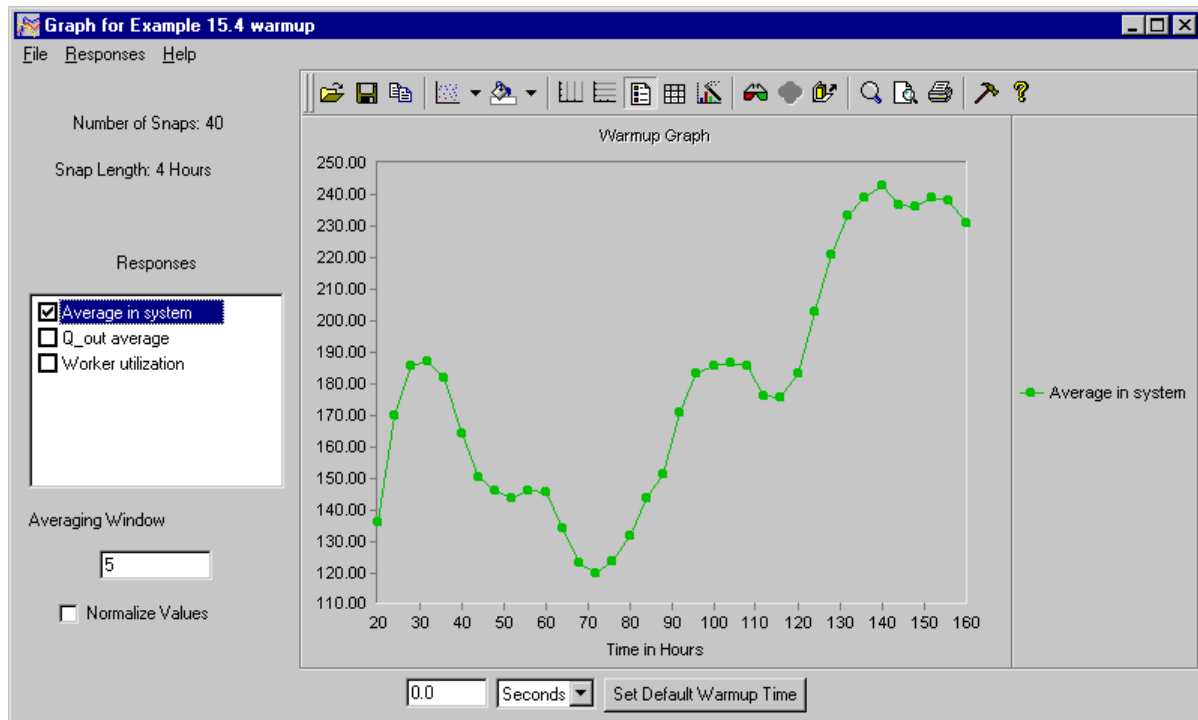 Graph for Example 15.4 warmup
File Responses Help
Number of Snaps: 40
Snap Length: 4 Hours
Responses
Average in system
Q_out average
Worker utilization
Averaging Window
5
Normalize Values
Warmup Graph
250.00
240.00
230.00
220.00
210.00
200.00
190.00
180.00
170.00
160.00
150.00
140.00
130.00
120.00
110.00
20 30 40 50 60 70 80 90 100 110 120 130 140 150 160
Time in Hours
Average in system
0.0 Seconds Set Default Warmup Time